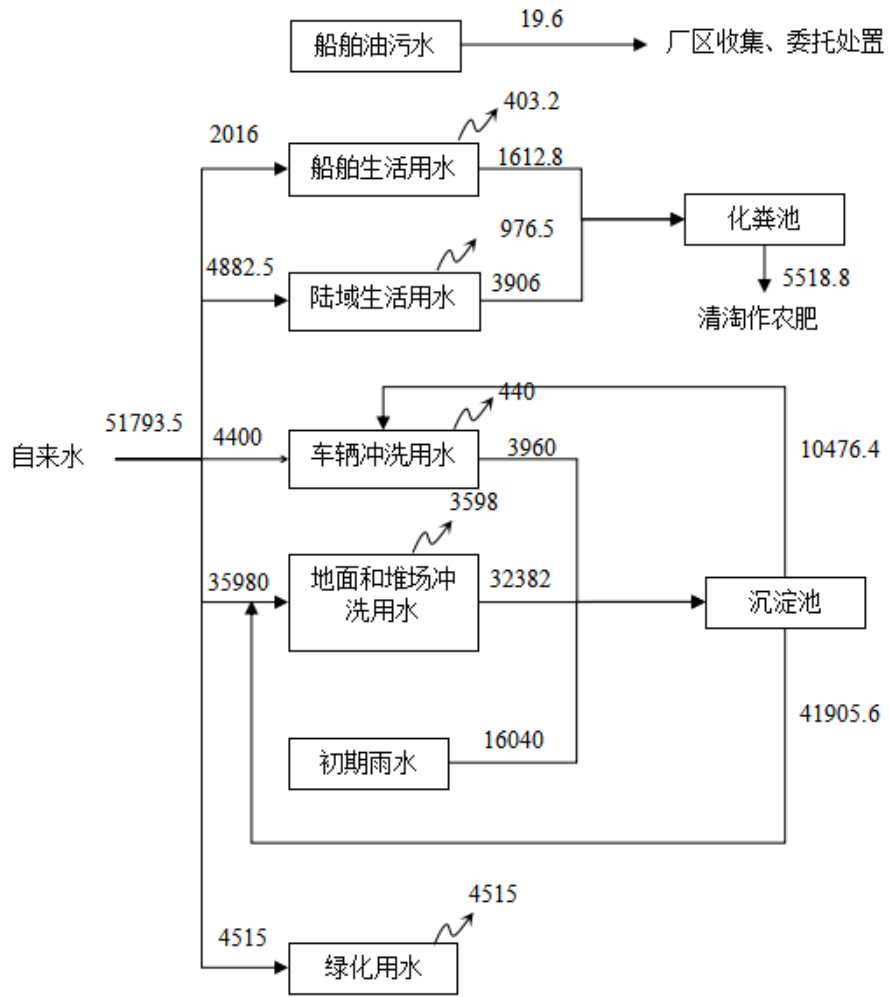 19.6
船舶油污水
厂区收集、委托处置
403.2
2016
1612.8
船舶生活用水
化粪池
976.5
4882.5
3906
5518.8
陆域生活用水
清淘作农肥
440
51793.5
4400
3960
10476.4
自来水
车辆冲洗用水
3598
35980
地面和堆场冲
洗用水
32382
沉淀池
41905.6
16040
初期雨水
4515
4515
绿化用水